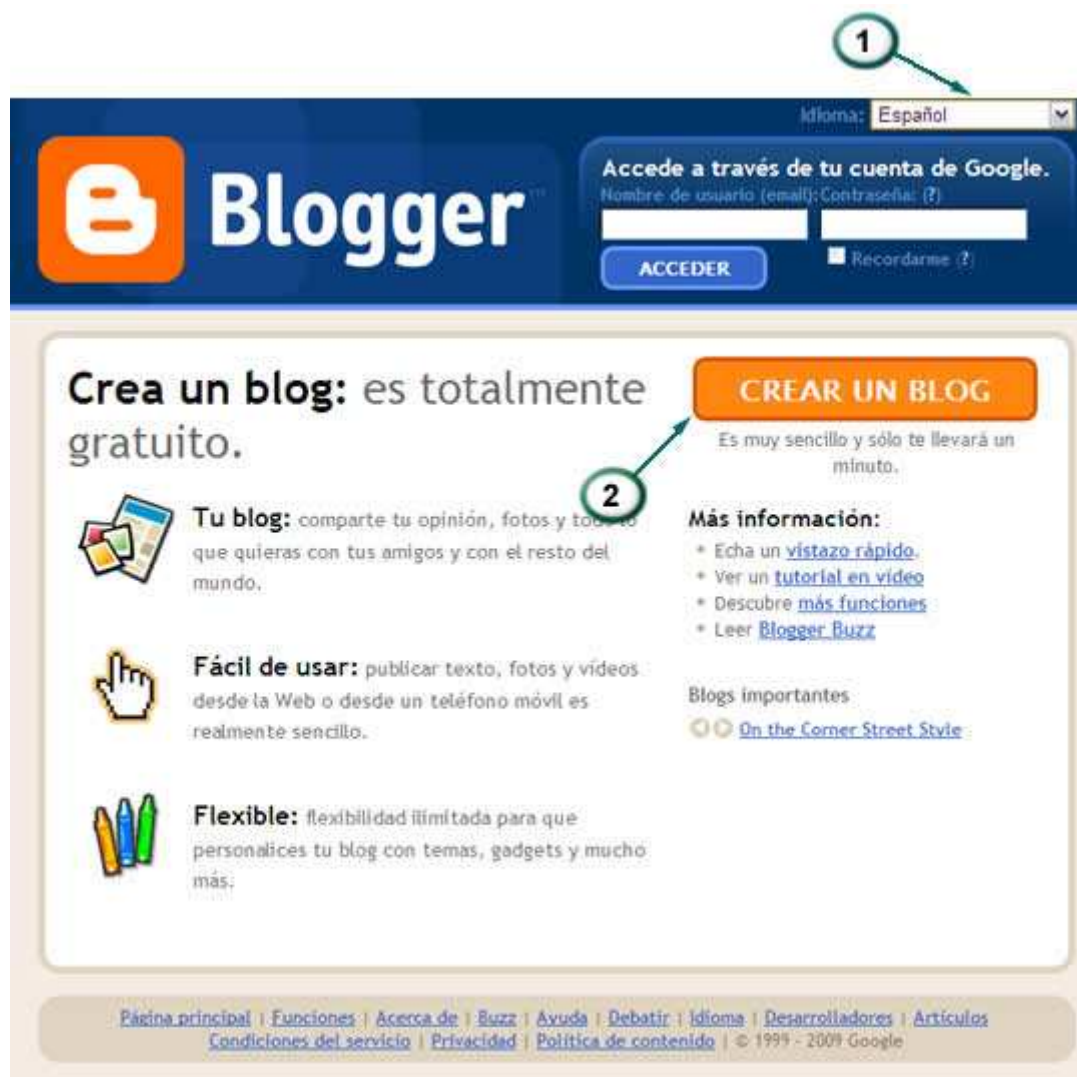 1
Idioma: Español
Blogger
Accede a través de tu cuenta de Google.
Nombre de usuario (email): Contraseña: (?)
ACCEDER
Recordarme (?)
Crea un blog: es totalmente
gratuito.
CREAR UN BLOG
Es muy sencillo y sólo te llevará un
minuto.
2
Tu blog: comparte tu opinión, fotos y todo lo
que quieras con tus amigos y con el resto del
mundo.
Fácil de usar: publicar texto, fotos y vídeos
desde la Web o desde un teléfono móvil es
realmente sencillo.
Flexible: flexibilidad ilimitada para que
personalices tu blog con temas, gadgets y mucho
más.
Más información:
Echa un vistazo rápido.
Ver un tutorial en vídeo
Descubre más funciones
Leer Blogger Buzz
Blogs importantes
On the Corner Street Style
Página principal | Funciones | Acerca de | Buzz | Ayuda | Debatir | Idioma | Desarrolladores | Artículos
Condiciones del servicio | Privacidad | Política de contenido | © 1999 - 2009 Google